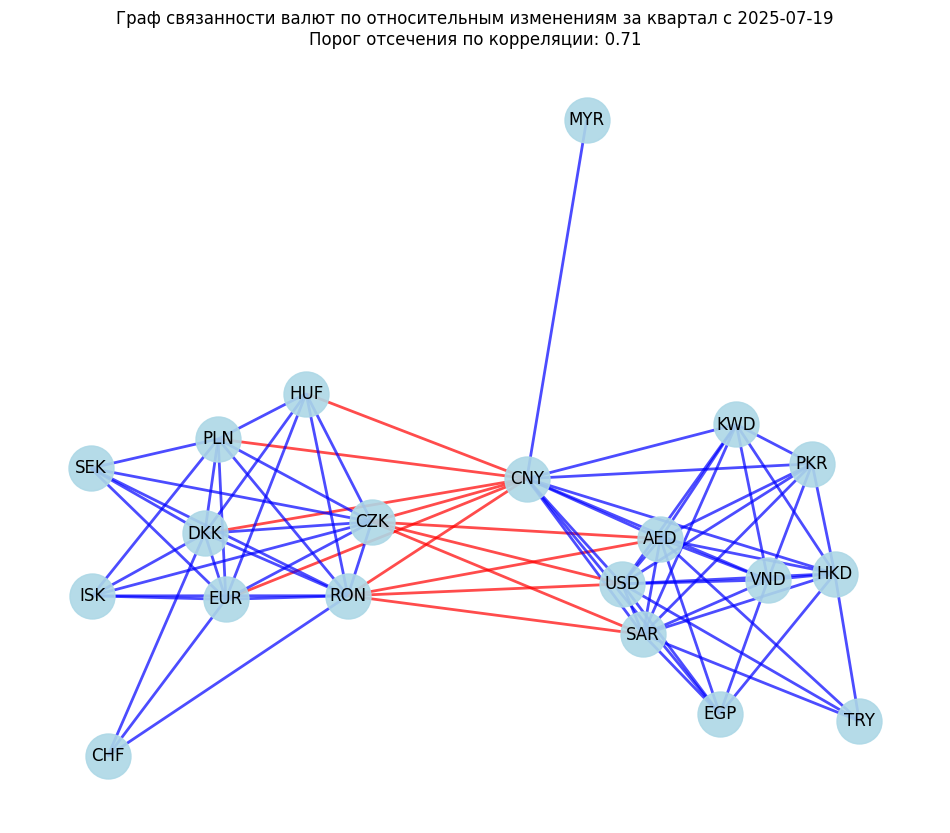 Граф связанности валют по относительным изменениям за квартал с 2025-07-19
Порог отсечения по корреляции: 0.71
MYR
HUF
KWD
PLN
PKR
SEK
CNY
CZK
DKK
AED
HKD
VND
USD
ISK
EUR
RON
SAR
EGP
TRY
CHF